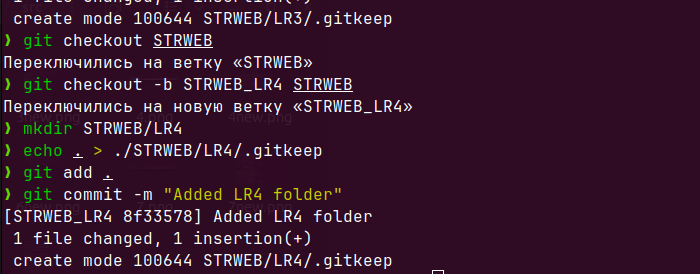 1 file changed, 1 insertion(+)
create mode 100644 STRWEB/LR3/.gitkeep
❯ git checkout STRWEB
Переключились на ветку «STRWEB»
❯ git checkout -b STRWEB_LR4 STRWEB
Переключились на новую ветку «STRWEB_LR4»
❯ mkdir STRWEB/LR4
❯ echo . > ./STRWEB/LR4/.gitkeep
❯ git add .
❯ git commit -m "Added LR4 folder"
[STRWEB_LR4 8f33578] Added LR4 folder
1 file changed, 1 insertion(+)
create mode 100644 STRWEB/LR4/.gitkeep